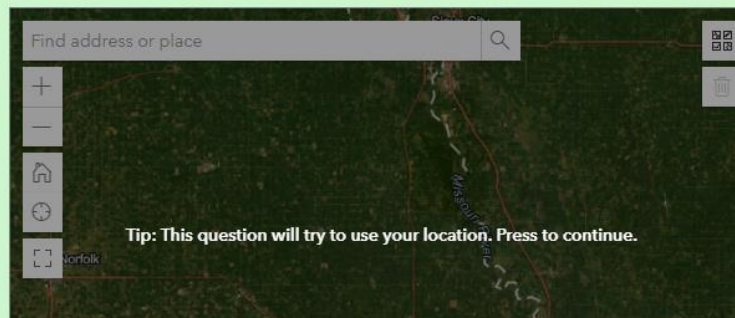 Sioux City
Find address or place
Missouri River
Tip: This question will try to use your location. Press to continue.
Norfolk